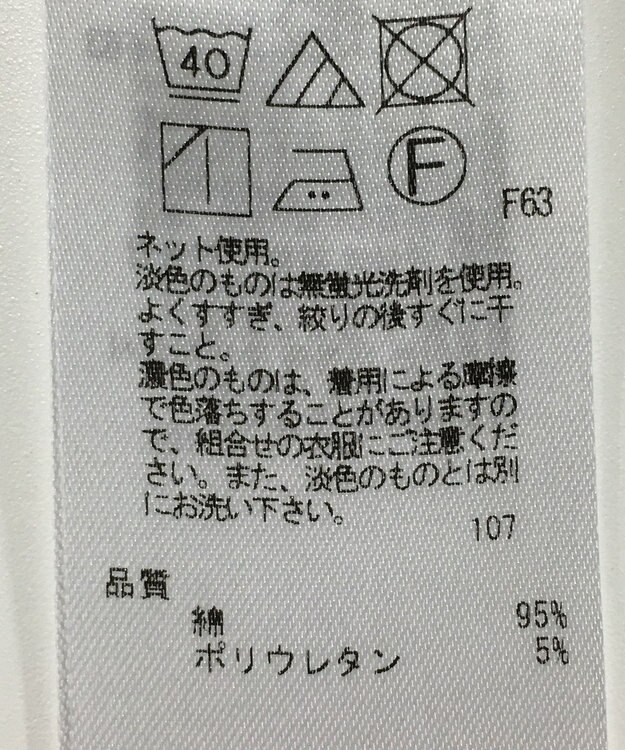 40
F
F63
ネット使用。
淡色のものは無蛍光洗剤を使用。
よくすすぎ、絞りの後すぐに干
すこと。
濃色のものは、着用による摩擦
で色落ちすることがありますの
で、組合せの衣服にご注意くだ
さい。また、淡色のものとは別
にお洗い下さい。
107
品質
綿 95%
ポリウレタン 5%